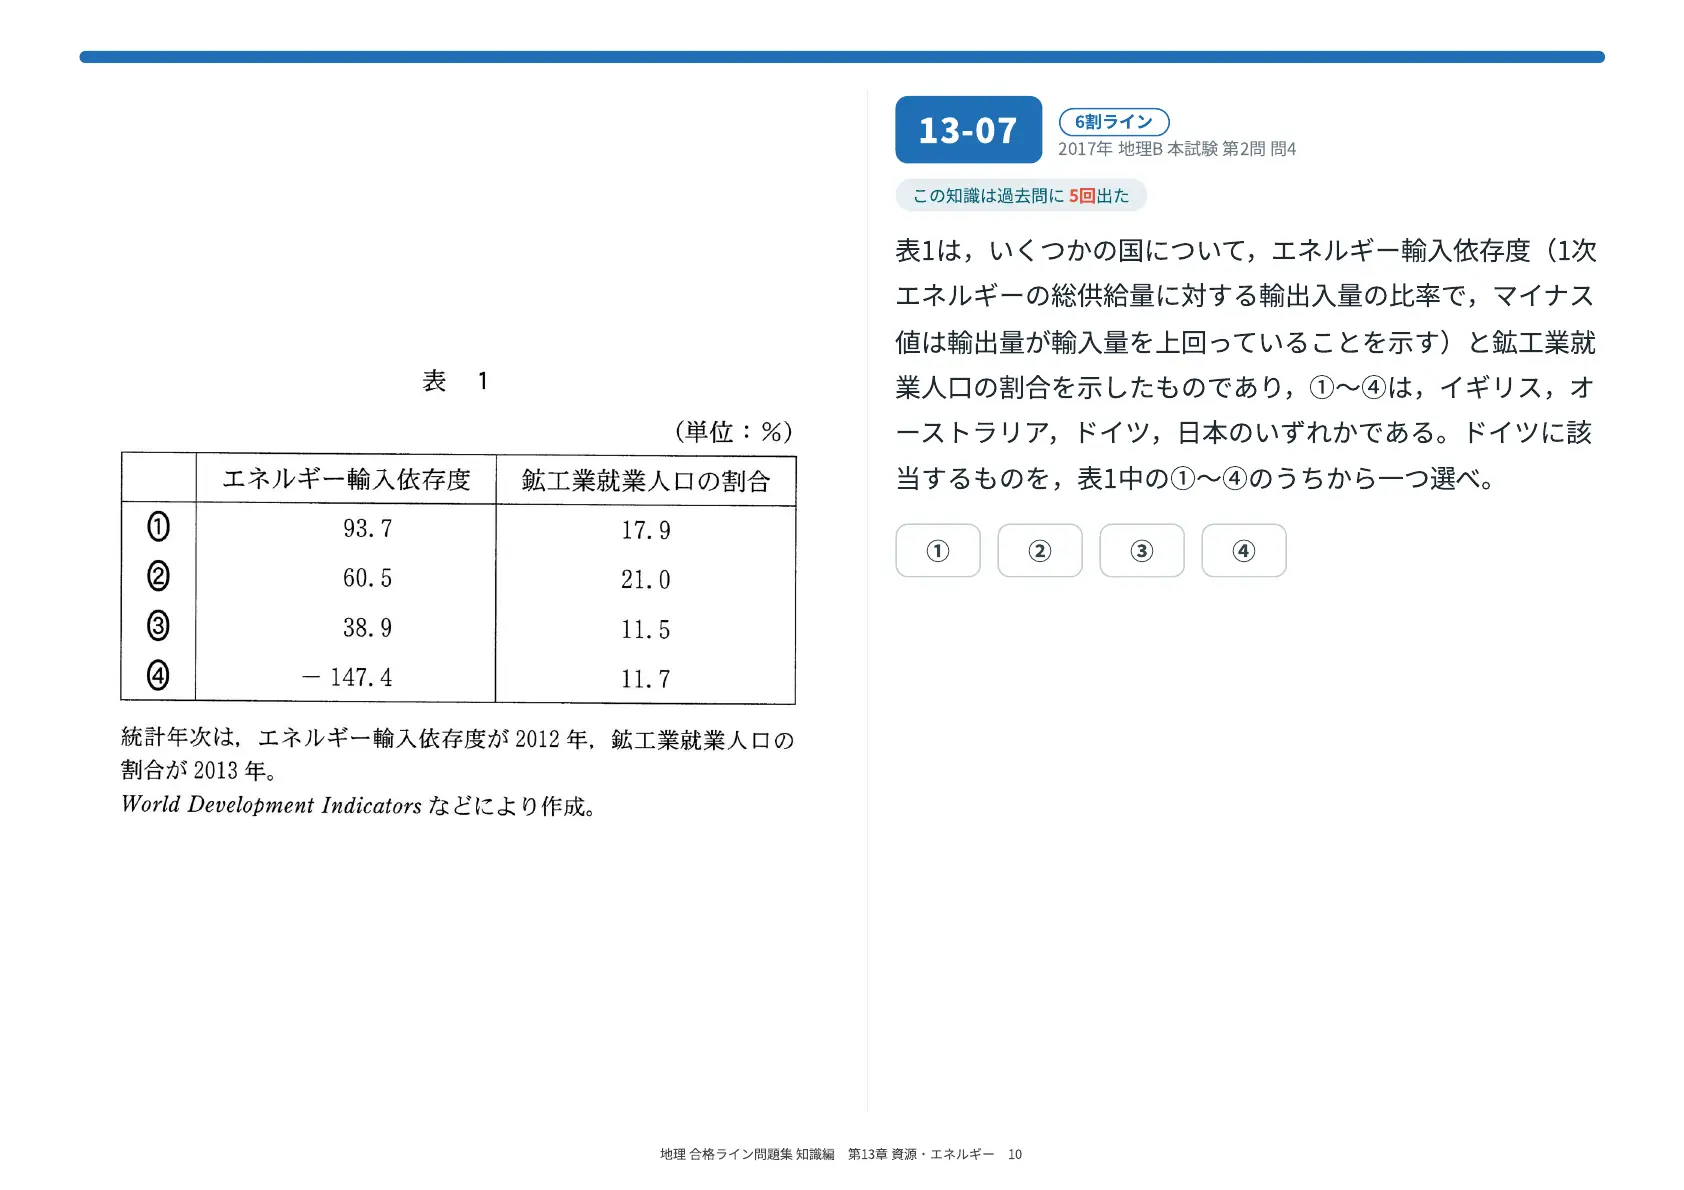 表 1
(単位:%)
エネルギー輸入依存度 鉱工業就業人口の割合
① 93.7 17.9
② 60.5 21.0
③ 38.9 11.5
④ － 147.4 11.7
統計年次は，エネルギー輸入依存度が 2012 年，鉱工業就業人口の
割合が 2013 年。
World Development Indicators などにより作成。
13-07
6割ライン
2017年 地理B 本試験 第2問 問4
この知識は過去問に 5回出た
表1は，いくつかの国について，エネルギー輸入依存度（1次
エネルギーの総供給量に対する輸出入量の比率で，マイナス
値は輸出量が輸入量を上回っていることを示す）と鉱工業就
業人口の割合を示したものであり，①〜④は，イギリス，オ
ーストラリア，ドイツ，日本のいずれかである。ドイツに該
当するものを，表1中の①〜④のうちから一つ選べ。
① ② ③ ④
地理 合格ライン問題集 知識編 第13章 資源・エネルギー 10